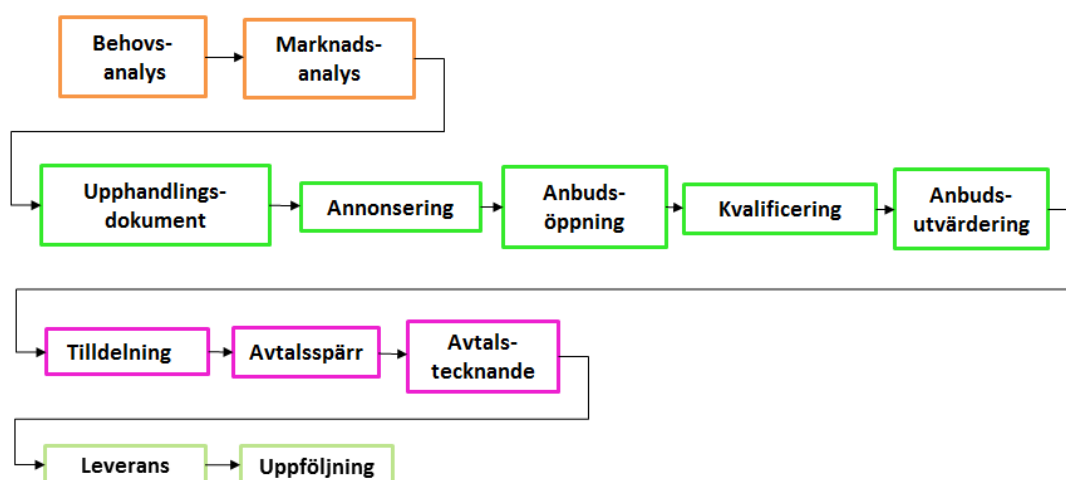 Behovs-
analys
Marknads-
analys
Upphandlings-
dokument
Annonsering
Anbuds-
öppning
Kvalificering
Anbuds-
utvärdering
Tilldelning
Avtalsspärr
Avtals-
tecknande
Leverans
Uppföljning